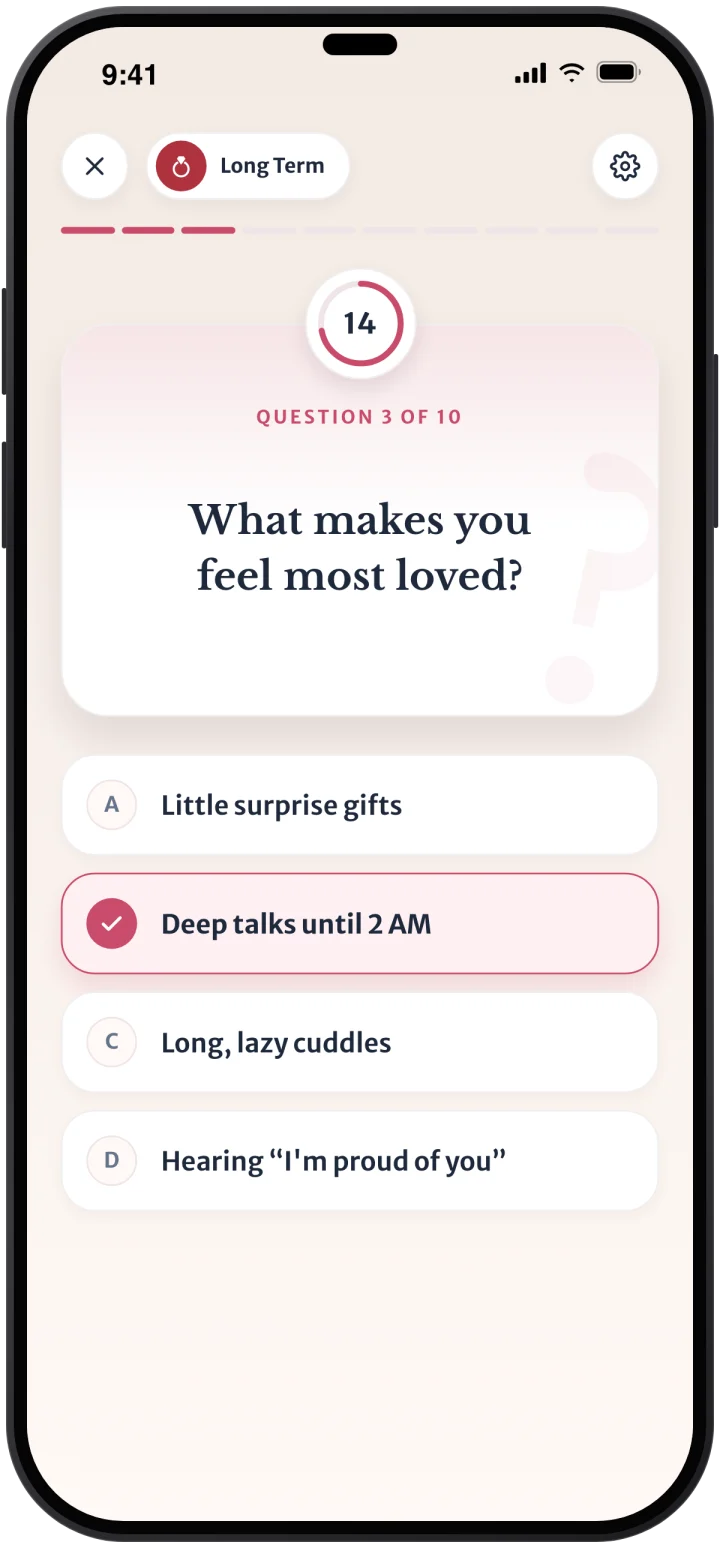 9:41
Long Term
14
QUESTION 3 OF 10
What makes you
feel most loved?
?
A Little surprise gifts
Deep talks until 2 AM
C Long, lazy cuddles
D Hearing “I'm proud of you”